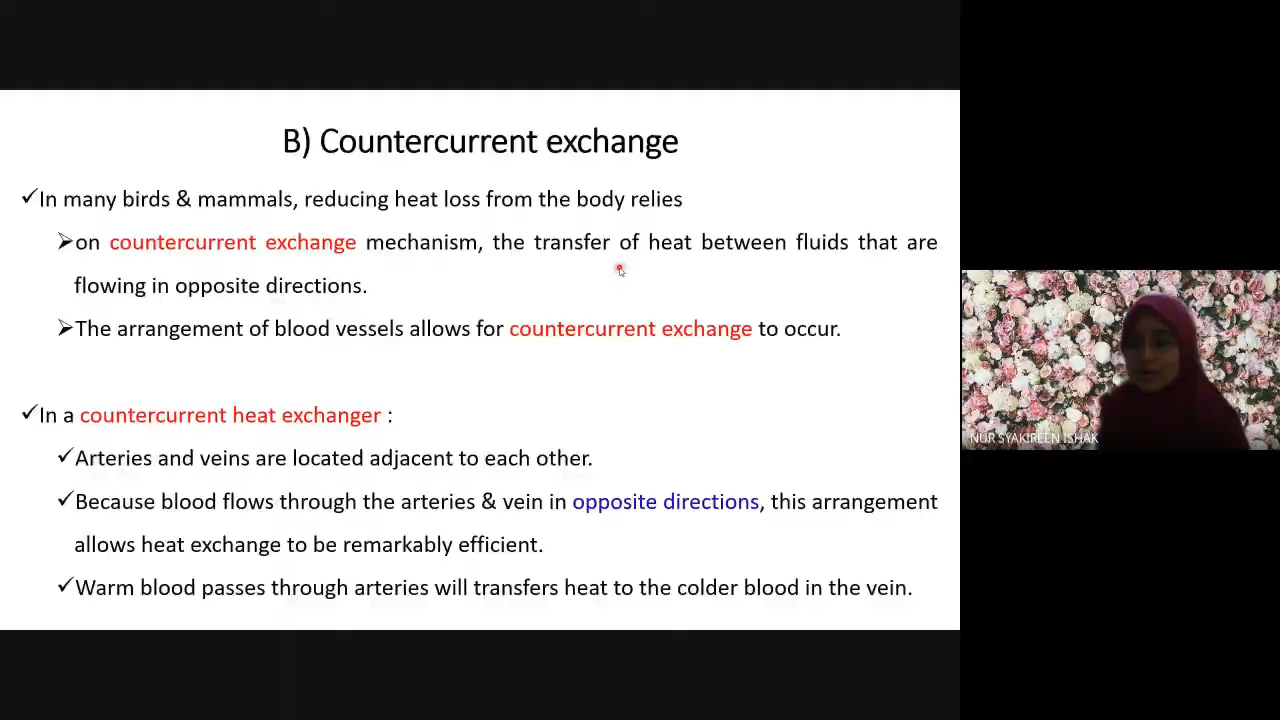 B) Countercurrent exchange
✓In many birds & mammals, reducing heat loss from the body relies
➢on countercurrent exchange mechanism, the transfer of heat between fluids that are
flowing in opposite directions.
➢The arrangement of blood vessels allows for countercurrent exchange to occur.
✓In a countercurrent heat exchanger :
✓Arteries and veins are located adjacent to each other.
✓Because blood flows through the arteries & vein in opposite directions, this arrangement
allows heat exchange to be remarkably efficient.
✓Warm blood passes through arteries will transfers heat to the colder blood in the vein.
NUR SYAKIREEN ISHAK